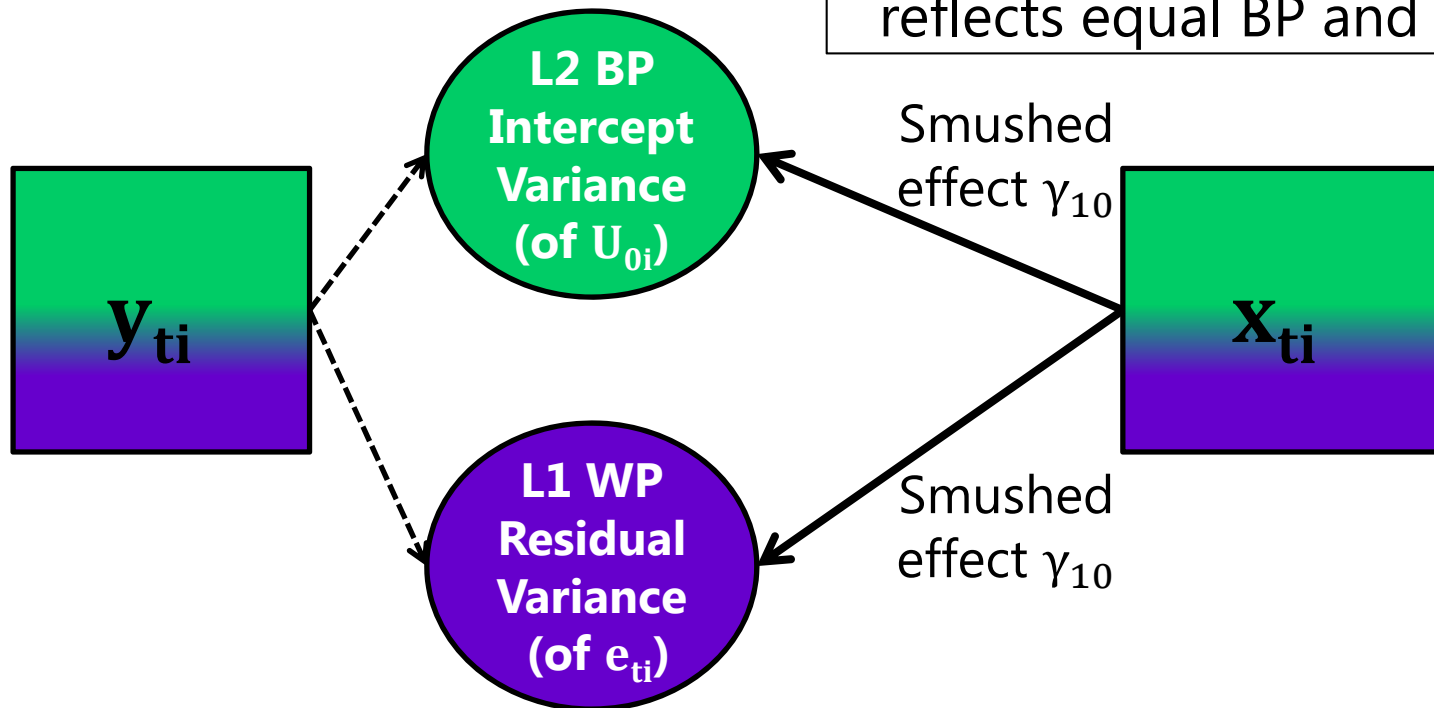 reflects equal BP and
L2 BP
Intercept
Variance
(of U₀ᵢ)
Smushed
effect γ₁₀
yₜᵢ
xₜᵢ
L1 WP
Residual
Variance
(of eₜᵢ)
Smushed
effect γ₁₀